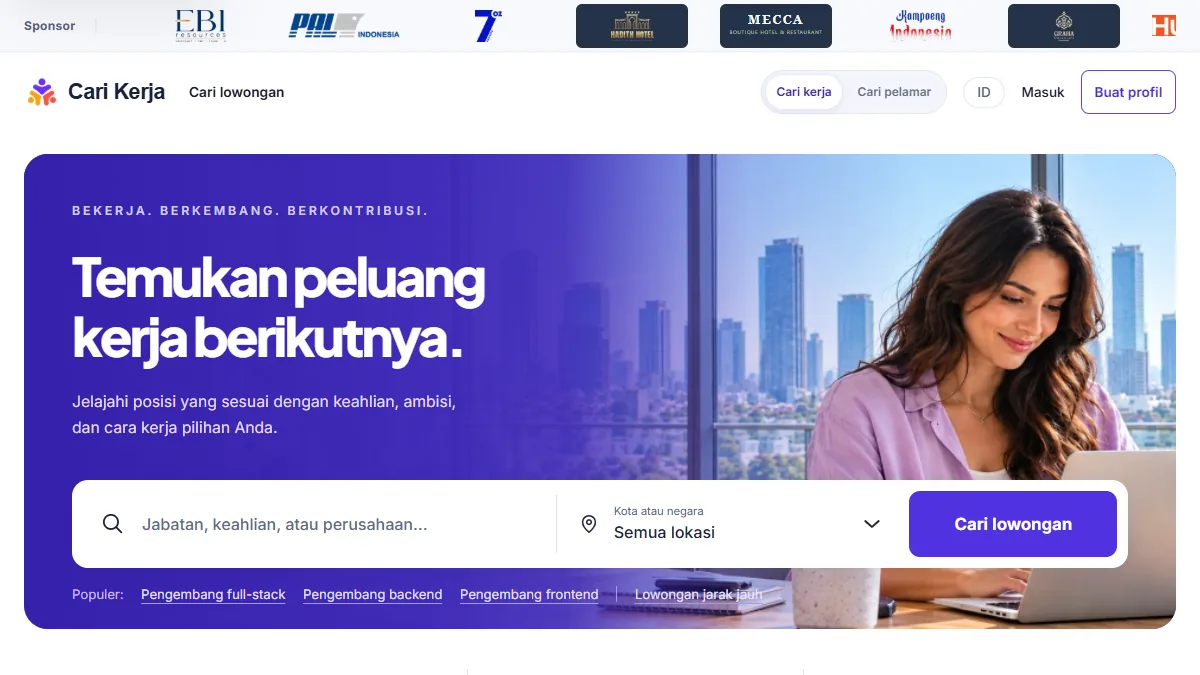 Sponsor
EBI
resources
PAL INDONESIA
7 OZ
HADITH HOTEL
MECCA
BOUTIQUE HOTEL & RESTAURANT
Kampoeng
Indonesia
GRAHA
Cari Kerja
Cari lowongan
Cari kerja
Cari pelamar
ID
Masuk
Buat profil
BEKERJA. BERKEMBANG. BERKONTRIBUSI.
Temukan peluang
kerja berikutnya.
Jelajahi posisi yang sesuai dengan keahlian, ambisi,
dan cara kerja pilihan Anda.
Jabatan, keahlian, atau perusahaan...
Kota atau negara
Semua lokasi
Cari lowongan
Populer: Pengembang full-stack Pengembang backend Pengembang frontend Lowongan jarak jauh